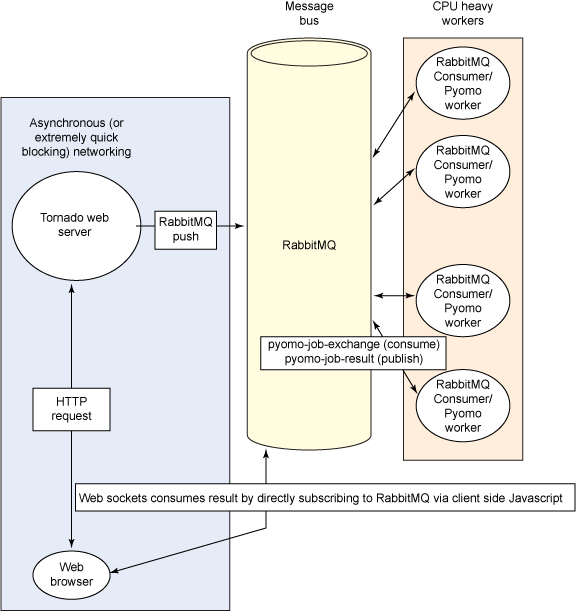 Message
bus
CPU heavy
workers
Asynchronous (or
extremely quick
blocking) networking
Tornado web
server
RabbitMQ
push
RabbitMQ
RabbitMQ
Consumer/
Pyomo
worker
RabbitMQ
Consumer/
Pyomo
worker
RabbitMQ
Consumer/
Pyomo
worker
pyomo-job-exchange (consume)
pyomo-job-result (publish)
RabbitMQ
Consumer/
Pyomo
worker
HTTP
request
Web sockets consumes result by directly subscribing to RabbitMQ via client side Javascript
Web
browser